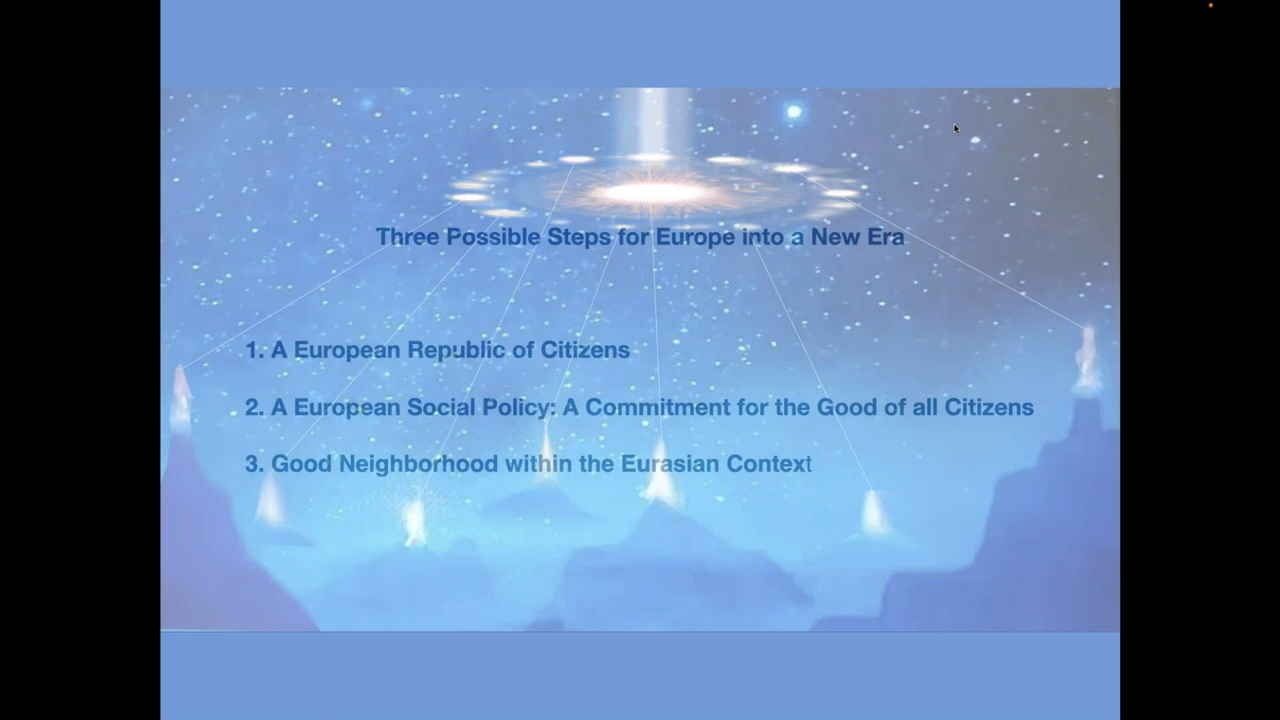 Three Possible Steps for Europe into a New Era
1. A European Republic of Citizens
2. A European Social Policy: A Commitment for the Good of all Citizens
3. Good Neighborhood within the Eurasian Context